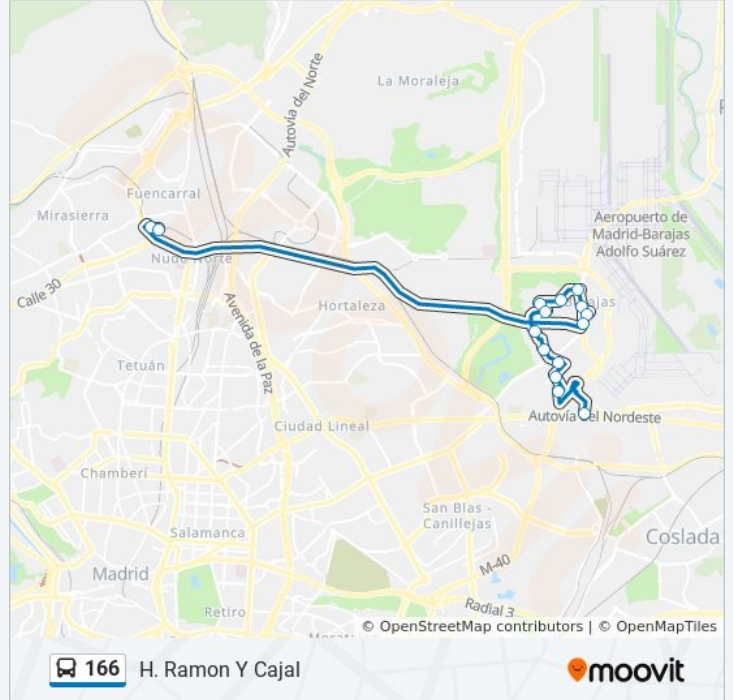 La Moraleja
Autovía del Norte
Fuencarral
Mirasierra
Aeropuerto de
Madrid-Barajas
Adolfo Suárez
Nudo Norte
Calle 30
ajas
Hortaleza
Avenida de la Paz
Tetuán
Autovía del Nordeste
Ciudad Lineal
Chamberí
San Blas -
Canillejas
Salamanca
Coslada
M-40
Madrid
Radial 3
Retiro
© OpenStreetMap contributors | © OpenMapTiles
166 H. Ramon Y Cajal
moovit